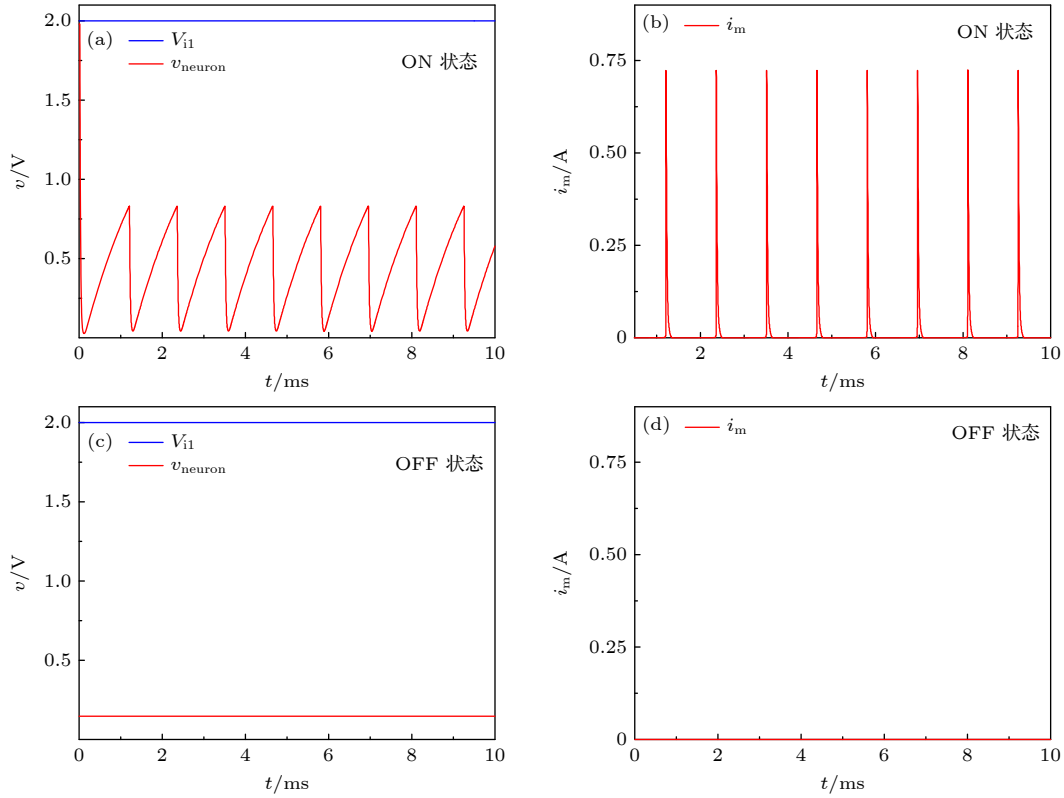 (a)
V_i1
v_neuron
ON 状态
2.0
1.5
1.0
0.5
v/V
0 2 4 6 8 10
t/ms
(b)
i_m
ON 状态
0.75
0.50
0.25
0
i_m/A
2 4 6 8 10
t/ms
(c)
V_i1
v_neuron
OFF 状态
2.0
1.5
1.0
0.5
v/V
0 2 4 6 8 10
t/ms
(d)
i_m
OFF 状态
0.75
0.50
0.25
0
i_m/A
0 2 4 6 8 10
t/ms